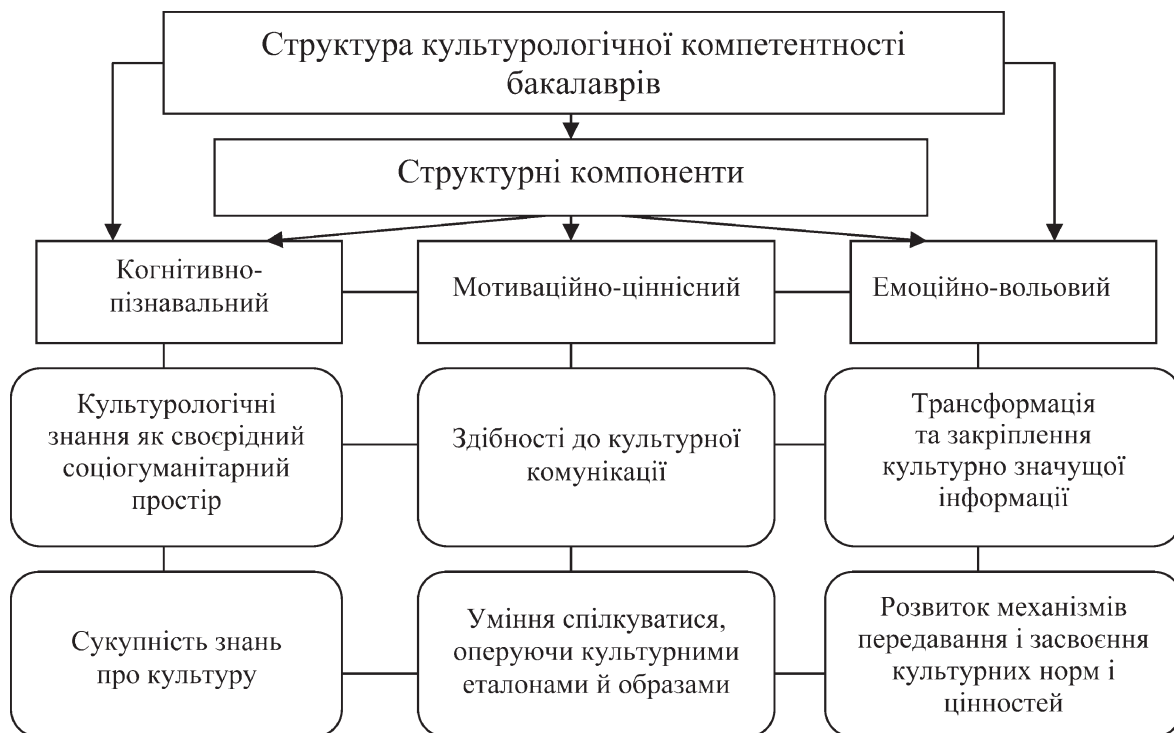 Структура культурологічної компетентності
бакалаврів
Структурні компоненти
Когнітивно-
пізнавальний
Мотиваційно-ціннісний
Емоційно-вольовий
Культурологічні
знання як своєрідний
соціогуманітарний
простір
Здібності до культурної
комунікації
Трансформація
та закріплення
культурно значущої
інформації
Сукупність знань
про культуру
Уміння спілкуватися,
оперуючи культурними
еталонами й образами
Розвиток механізмів
передавання і засвоєння
культурних норм і
цінностей